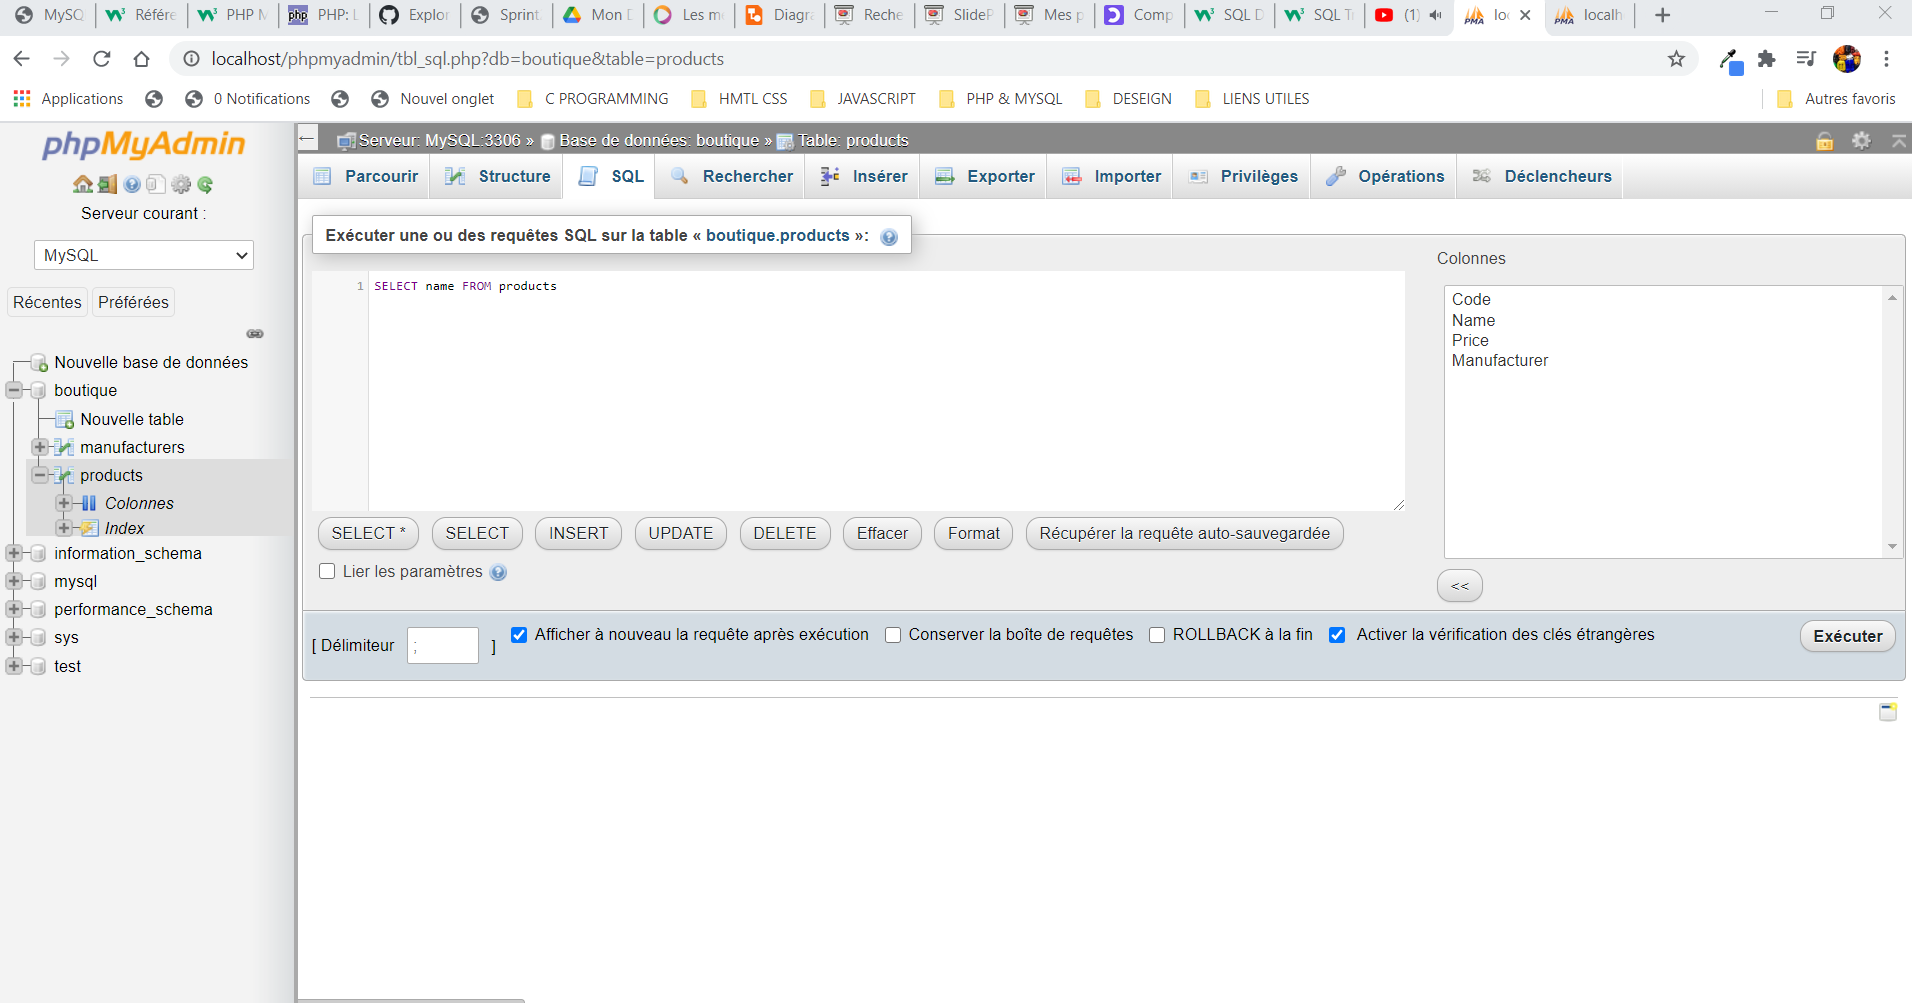 MySQ
Référe
PHP M
php PHP: L
Explor
Sprint.
Mon D
Les me
Diagra
Reche
SlideP
Mes p
Comp
SQL D
SQL T
(1)
loc
localh
localhost/phpmyadmin/tbl_sql.php?db=boutique&table=products
Applications 0 Notifications Nouvel onglet C PROGRAMMING HMTL CSS JAVASCRIPT PHP & MYSQL DESEIGN LIENS UTILES Autres favoris
phpMyAdmin
Serveur courant :
MySQL
Récentes Préférées
Nouvelle base de données
boutique
Nouvelle table
manufacturers
products
Colonnes
Index
information_schema
mysql
performance_schema
sys
test
Serveur: MySQL:3306 » Base de données: boutique » Table: products
Parcourir Structure SQL Rechercher Insérer Exporter Importer Privilèges Opérations Déclencheurs
Exécuter une ou des requêtes SQL sur la table « boutique.products »:
1 SELECT name FROM products
Colonnes
Code
Name
Price
Manufacturer
SELECT * SELECT INSERT UPDATE DELETE Effacer Format Récupérer la requête auto-sauvegardée
<<
Lier les paramètres
[ Délimiteur ; ] Afficher à nouveau la requête après exécution Conserver la boîte de requêtes ROLLBACK à la fin Activer la vérification des clés étrangères Exécuter